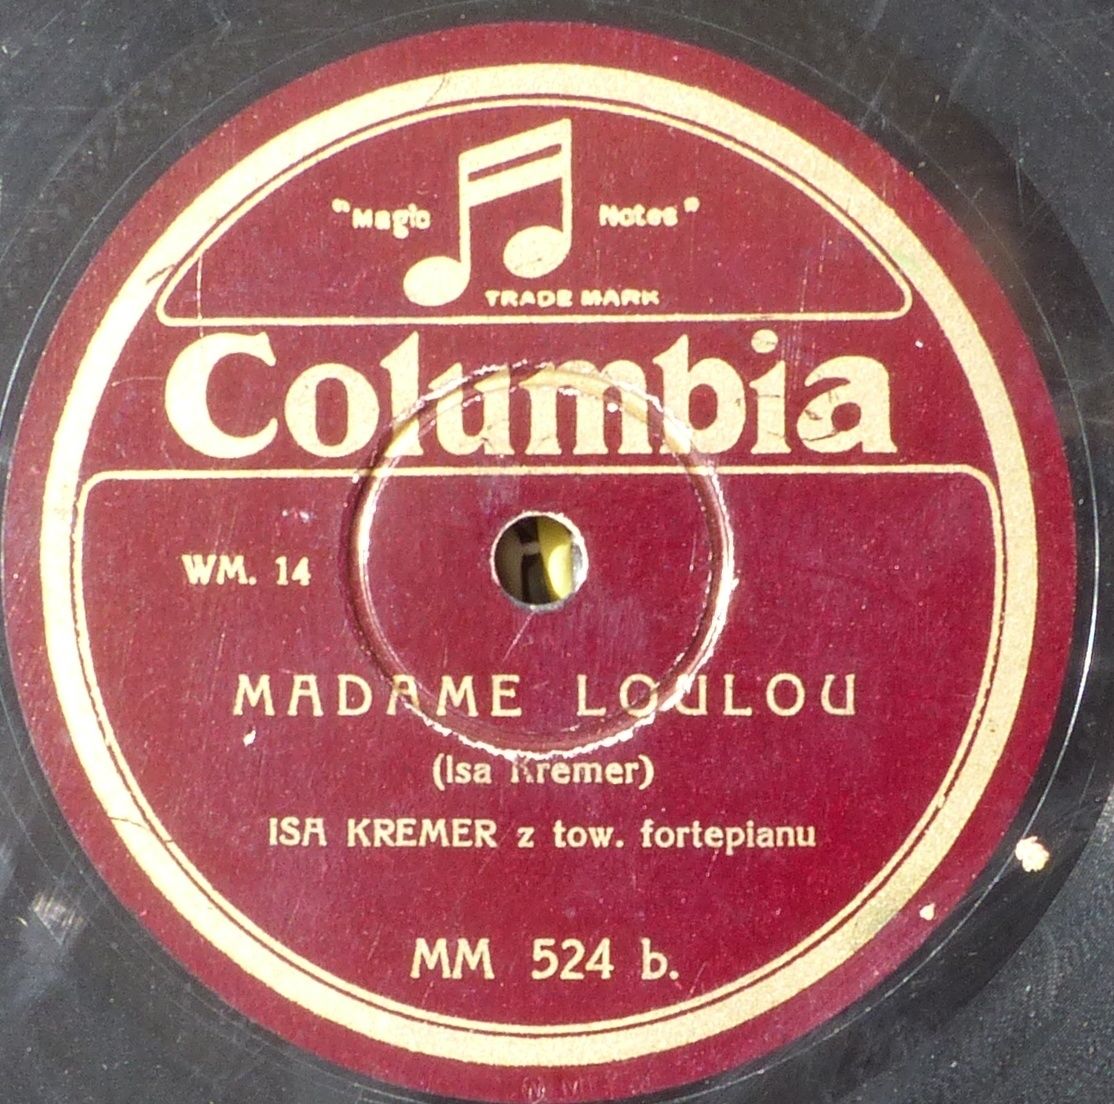 "Magic Notes"
TRADE MARK
Columbia
WM. 14
MADAME LOULOU
(Isa Kremer)
ISA KREMER z tow. fortepianu
MM 524 b.